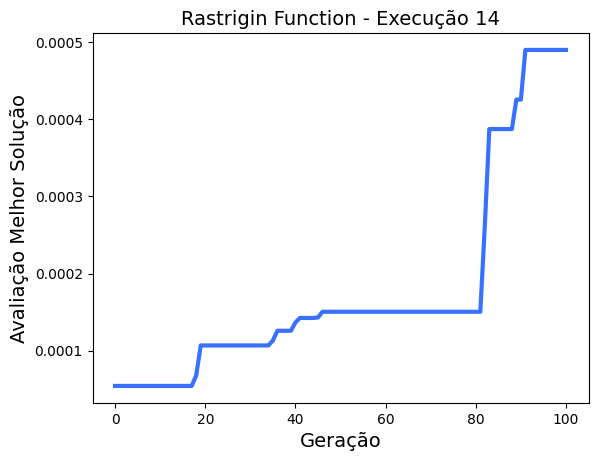 Rastrigin Function - Execução 14
Avaliação Melhor Solução
0.0005
0.0004
0.0003
0.0002
0.0001
0 20 40 60 80 100
Geração